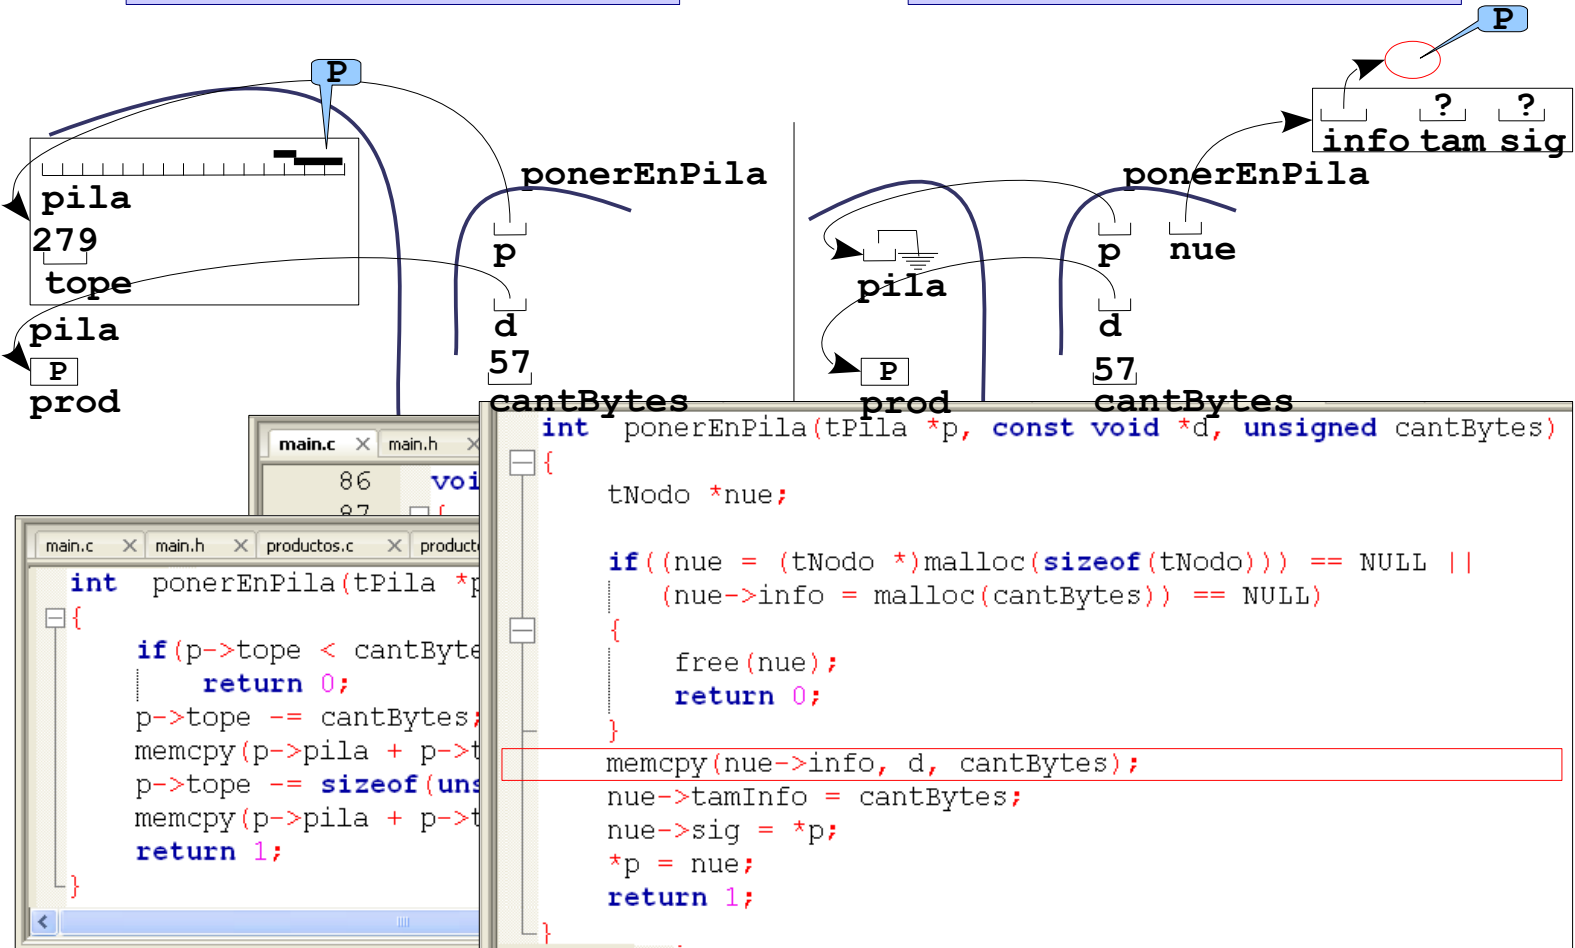 P
P
? ?
info tam sig
ponerEnPila
ponerEnPila
pila
279
tope
p
p
nue
pila
pila
d
d
57
57
P
P
prod
cantBytes
prod
cantBytes
main.c
main.h
86
voi
87
{
main.c
main.h
productos.c
product
int ponerEnPila(tPila *p
{
if(p->tope < cantByte
return 0;
p->tope -= cantBytes;
memcpy(p->pila + p->t
p->tope -= sizeof(uns
memcpy(p->pila + p->t
return 1;
}
int ponerEnPila(tPila *p, const void *d, unsigned cantBytes)
{
tNodo *nue;
if((nue = (tNodo *)malloc(sizeof(tNodo))) == NULL ||
(nue->info = malloc(cantBytes)) == NULL)
{
free(nue);
return 0;
}
memcpy(nue->info, d, cantBytes);
nue->tamInfo = cantBytes;
nue->sig = *p;
*p = nue;
return 1;
}